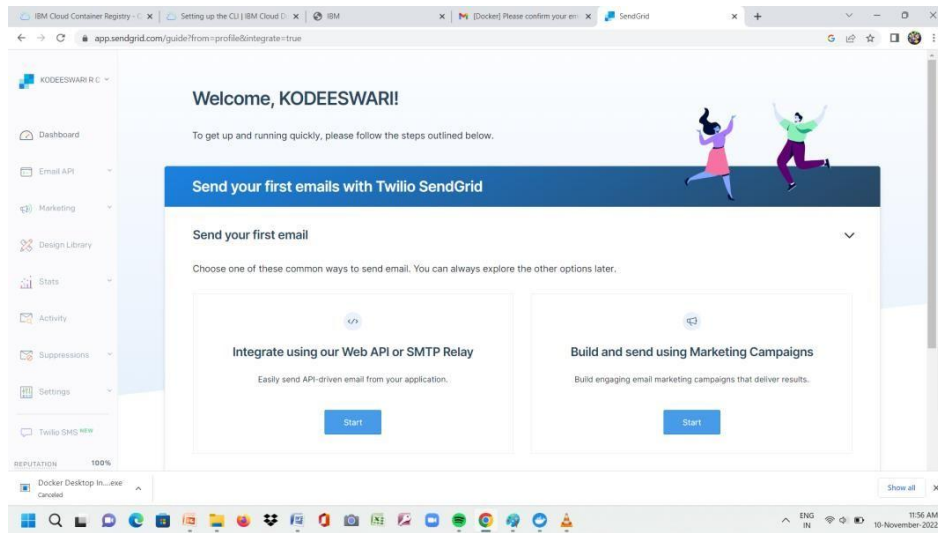 IBM Cloud Container Registry - C
Setting up the CLI | IBM Cloud D
IBM
[Docker] Please confirm your em
SendGrid
app.sendgrid.com/guide?from=profile&integrate=true
KODEESWARI R C
Welcome, KODEESWARI!
To get up and running quickly, please follow the steps outlined below.
Dashboard
Email API
Marketing
Design Library
Stats
Activity
Suppressions
Settings
Twilio SMS NEW
REPUTATION 100%
Send your first emails with Twilio SendGrid
Send your first email
Choose one of these common ways to send email. You can always explore the other options later.
Integrate using our Web API or SMTP Relay
Easily send API-driven email from your application.
Start
Build and send using Marketing Campaigns
Build engaging email marketing campaigns that deliver results.
Start
Docker Desktop In....exe
Canceled
Show all
ENG
IN
11:56 AM
10-November-2022